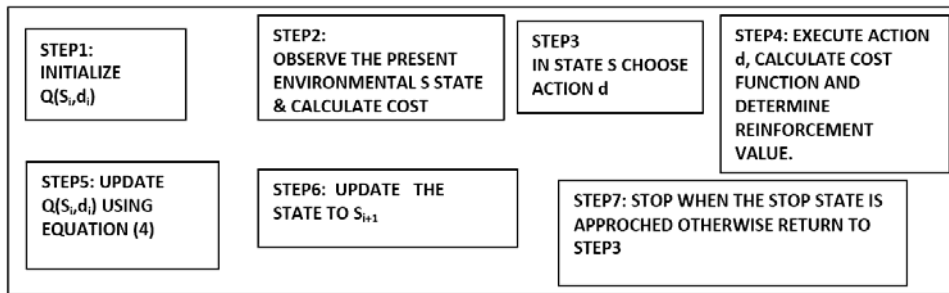 STEP1:
INITIALIZE
Q(Sᵢ,dᵢ)
STEP2:
OBSERVE THE PRESENT
ENVIRONMENTAL S STATE
& CALCULATE COST
STEP3
IN STATE S CHOOSE
ACTION d
STEP4: EXECUTE ACTION
d, CALCULATE COST
FUNCTION AND
DETERMINE
REINFORCEMENT
VALUE.
STEP5: UPDATE
Q(Sᵢ,dᵢ) USING
EQUATION (4)
STEP6: UPDATE THE
STATE TO Sᵢ₊₁
STEP7: STOP WHEN THE STOP STATE IS
APPROCHED OTHERWISE RETURN TO
STEP3